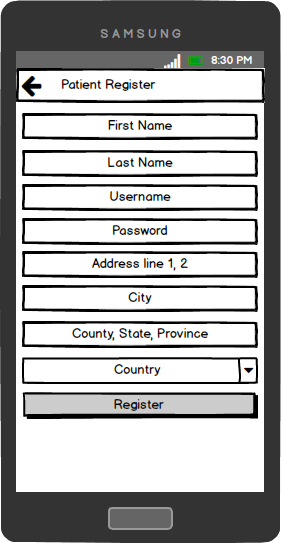 SAMSUNG
8:30 PM
Patient Register
First Name
Last Name
Username
Password
Address line 1, 2
City
County, State, Province
Country
Register